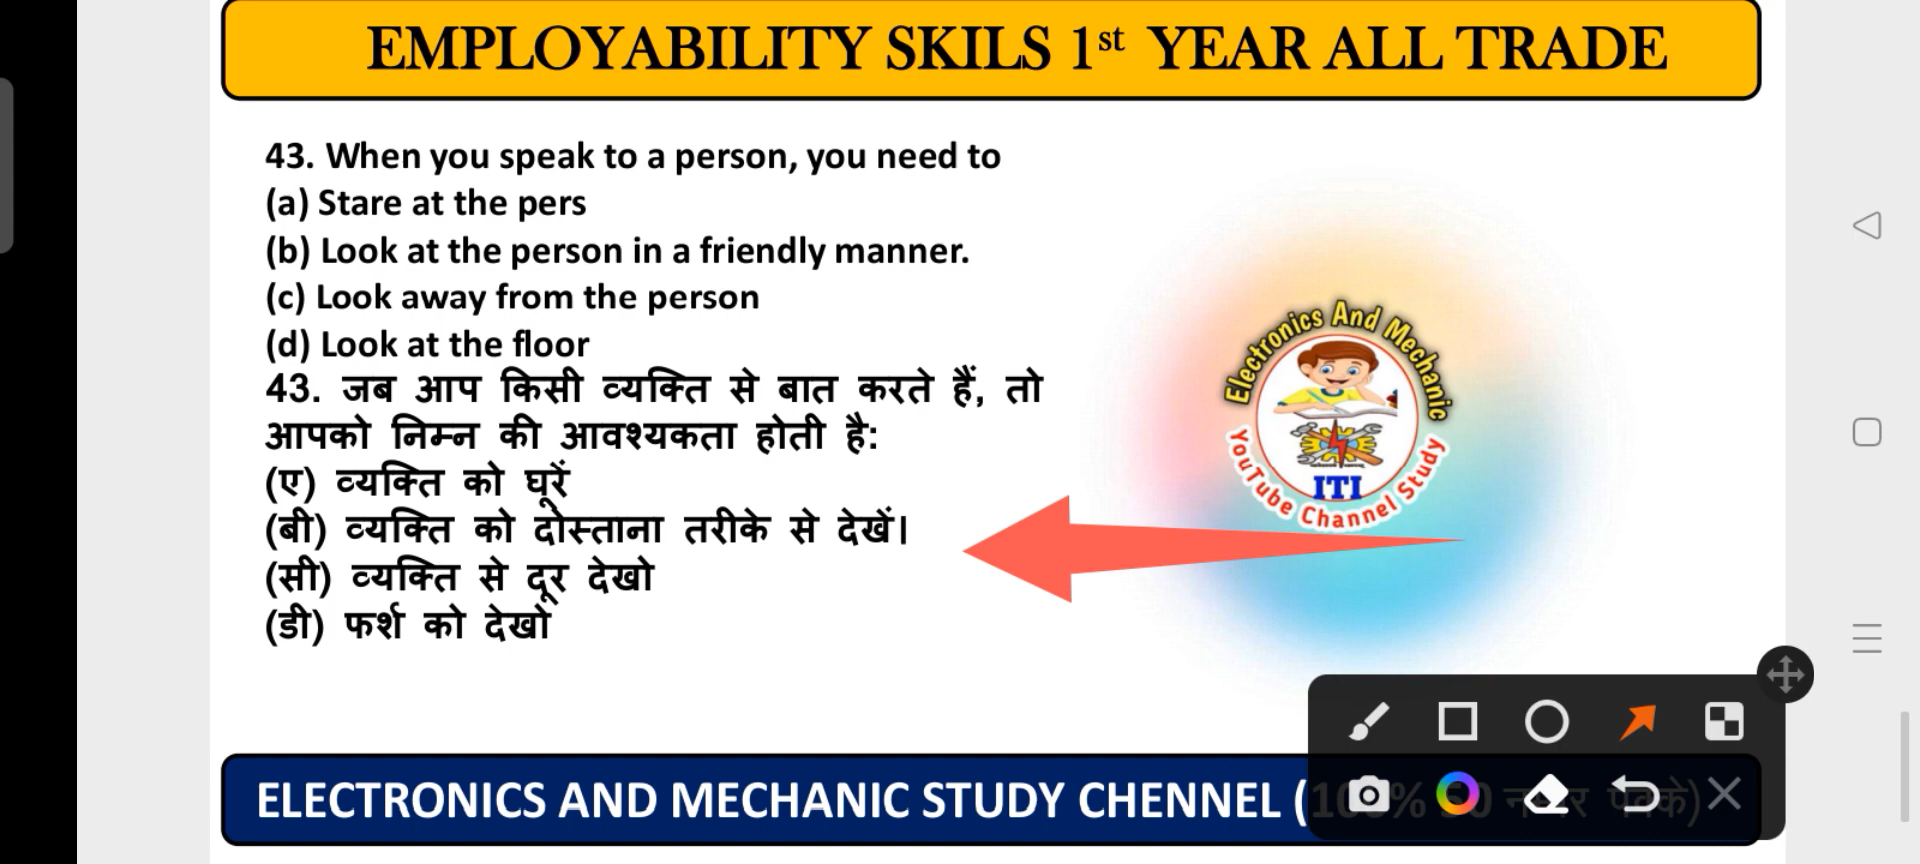 EMPLOYABILITY SKILS 1st YEAR ALL TRADE
43. When you speak to a person, you need to
(a) Stare at the pers
(b) Look at the person in a friendly manner.
(c) Look away from the person
(d) Look at the floor
43. जब आप किसी व्यक्ति से बात करते हैं, तो
आपको निम्न की आवश्यकता होती है:
(ए) व्यक्ति को घूरें
(बी) व्यक्ति को दोस्ताना तरीके से देखें।
(सी) व्यक्ति से दूर देखो
(डी) फर्श को देखो
Electronics And Mechanic
ITI
YouTube Channel Study
ELECTRONICS AND MECHANIC STUDY CHENNEL (